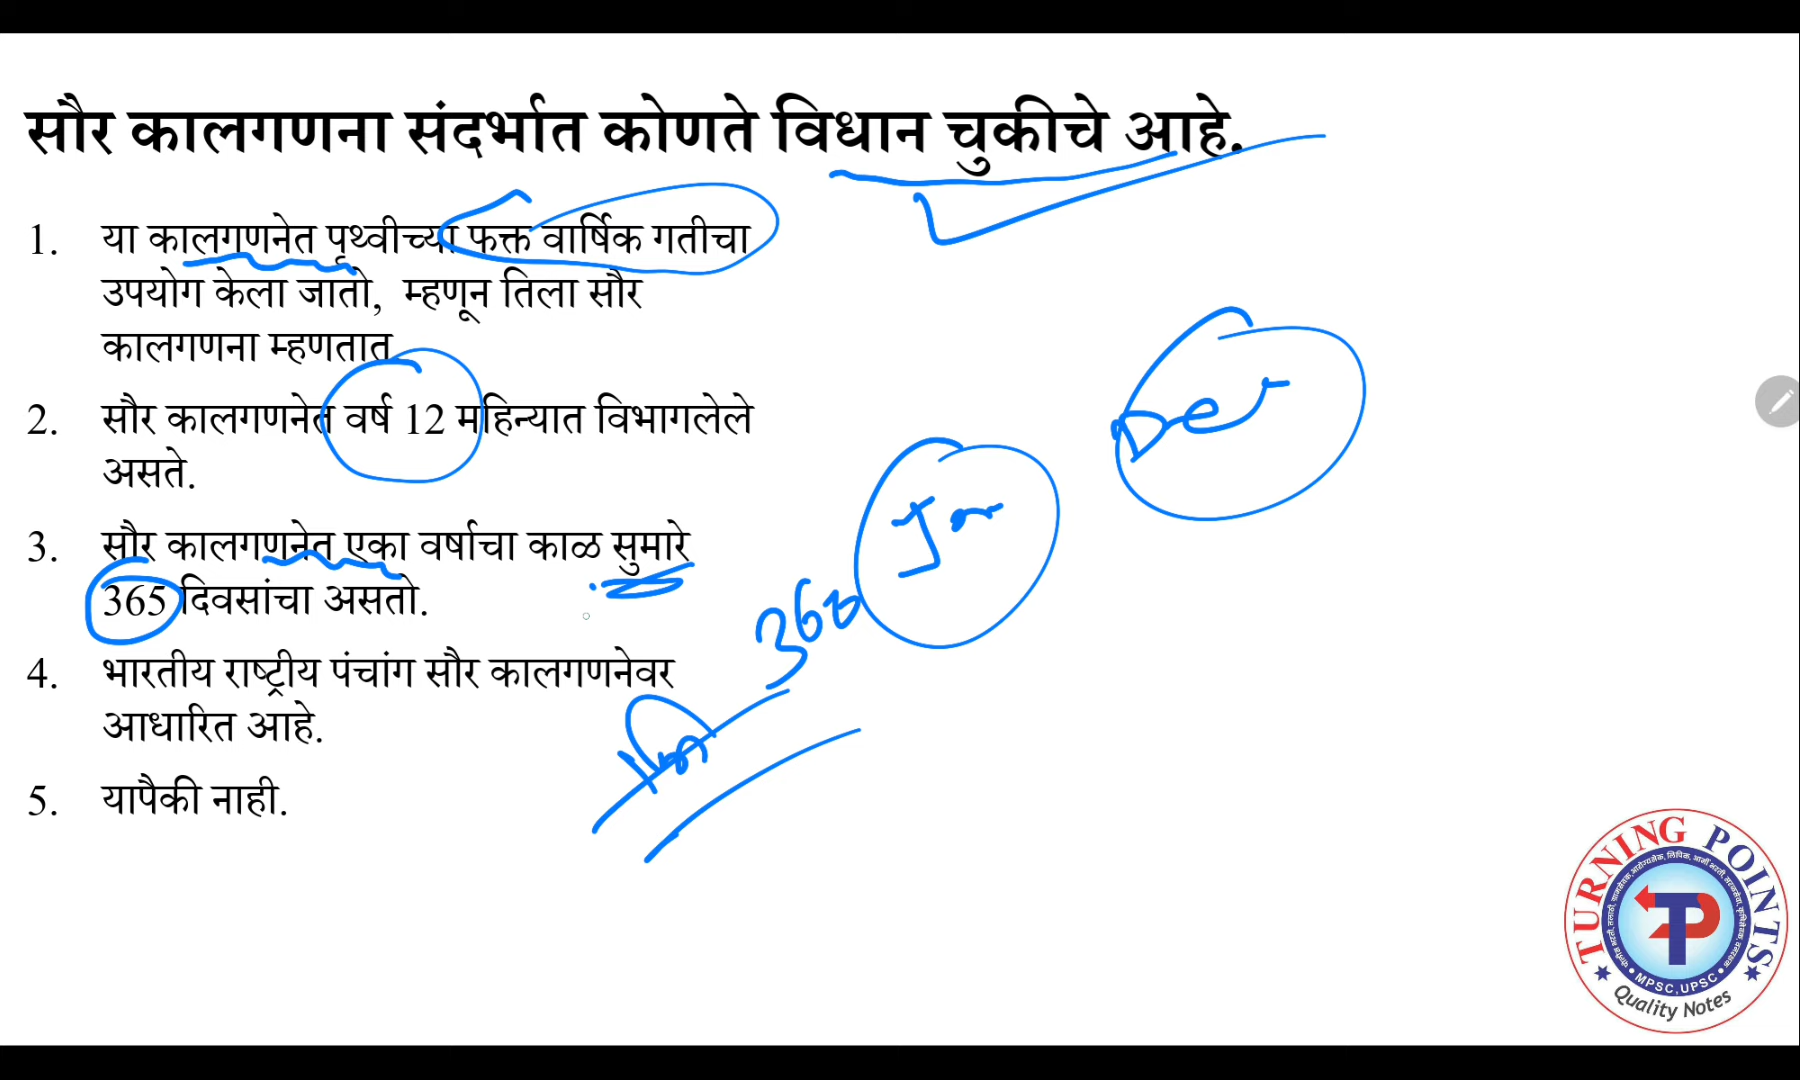 सौर कालगणना संदर्भात कोणते विधान चुकीचे आहे.
1. या कालगणनेत पृथ्वीच्या फक्त वार्षिक गतीचा
उपयोग केला जातो, म्हणून तिला सौर
कालगणना म्हणतात
2. सौर कालगणनेत वर्ष 12 महिन्यात विभागलेले
असते.
3. सौर कालगणनेत एका वर्षाचा काळ सुमारे
365 दिवसांचा असतो.
4. भारतीय राष्ट्रीय पंचांग सौर कालगणनेवर
आधारित आहे.
5. यापैकी नाही.
Jan
TURNING POINTS
TP
MPSC, UPSC
Quality Notes